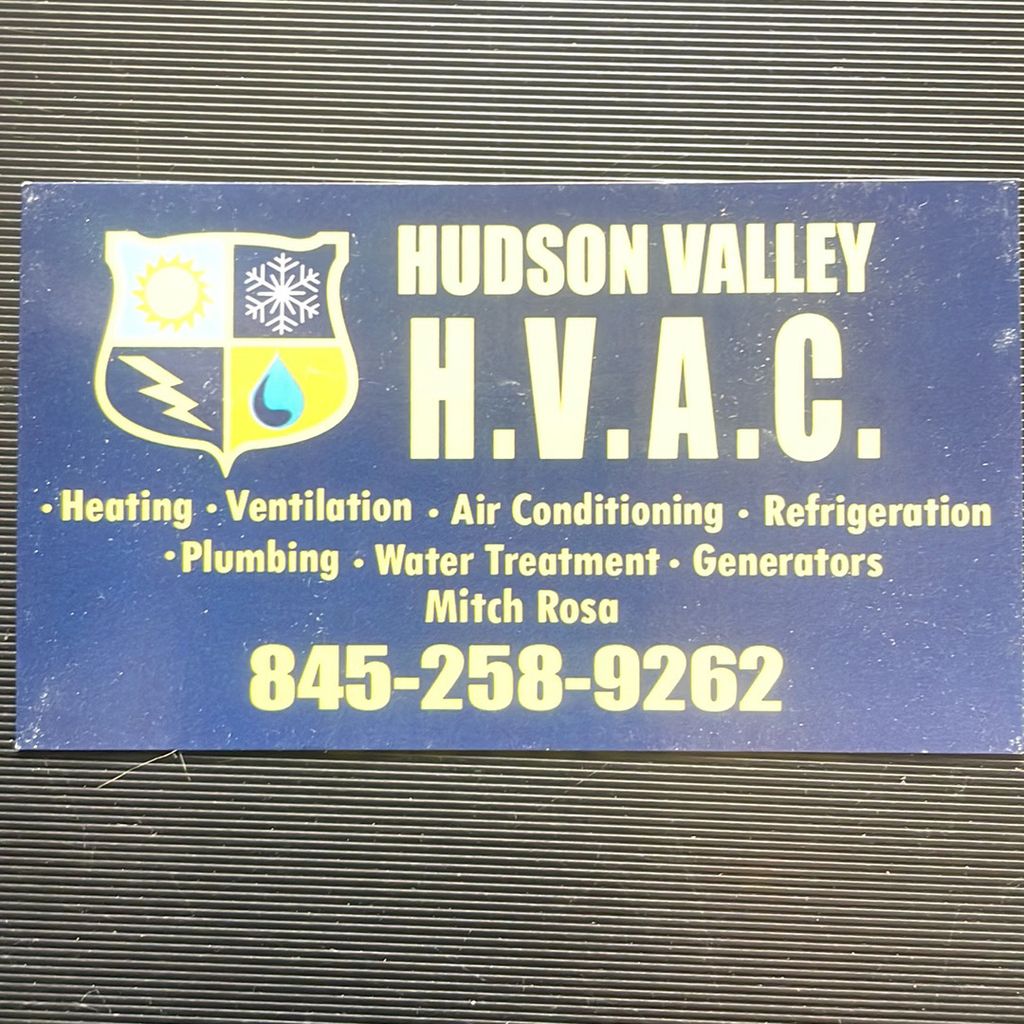 HUDSON VALLEY
H.V.A.C.
• Heating • Ventilation • Air Conditioning • Refrigeration
• Plumbing • Water Treatment • Generators
Mitch Rosa
845-258-9262